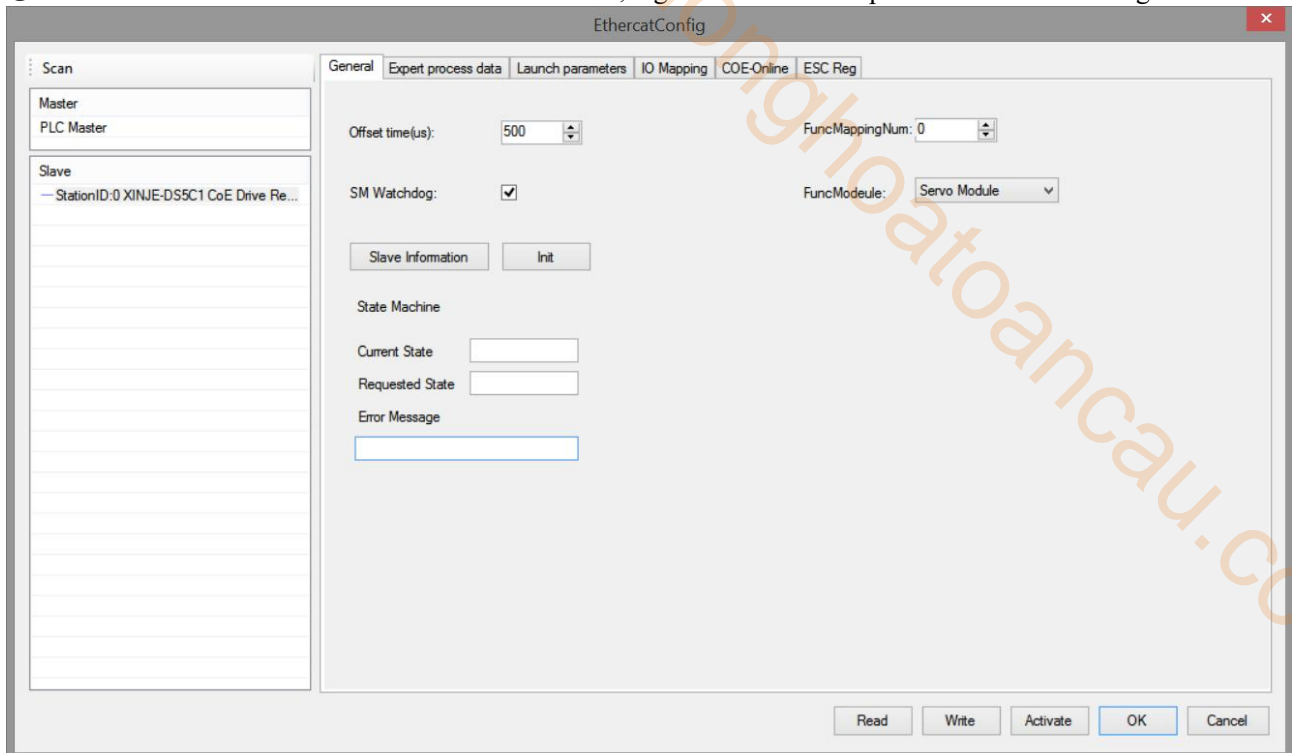 EthercatConfig
Scan
Master
PLC Master
Slave
StationID:0 XINJE-DS5C1 CoE Drive Re...
General Expert process data Launch parameters IO Mapping COE-Online ESC Reg
Offset time(us): 500 FuncMappingNum: 0
SM Watchdog: FuncModeule: Servo Module
Slave Information Init
State Machine
Current State
Requested State
Error Message
Read Write Activate OK Cancel